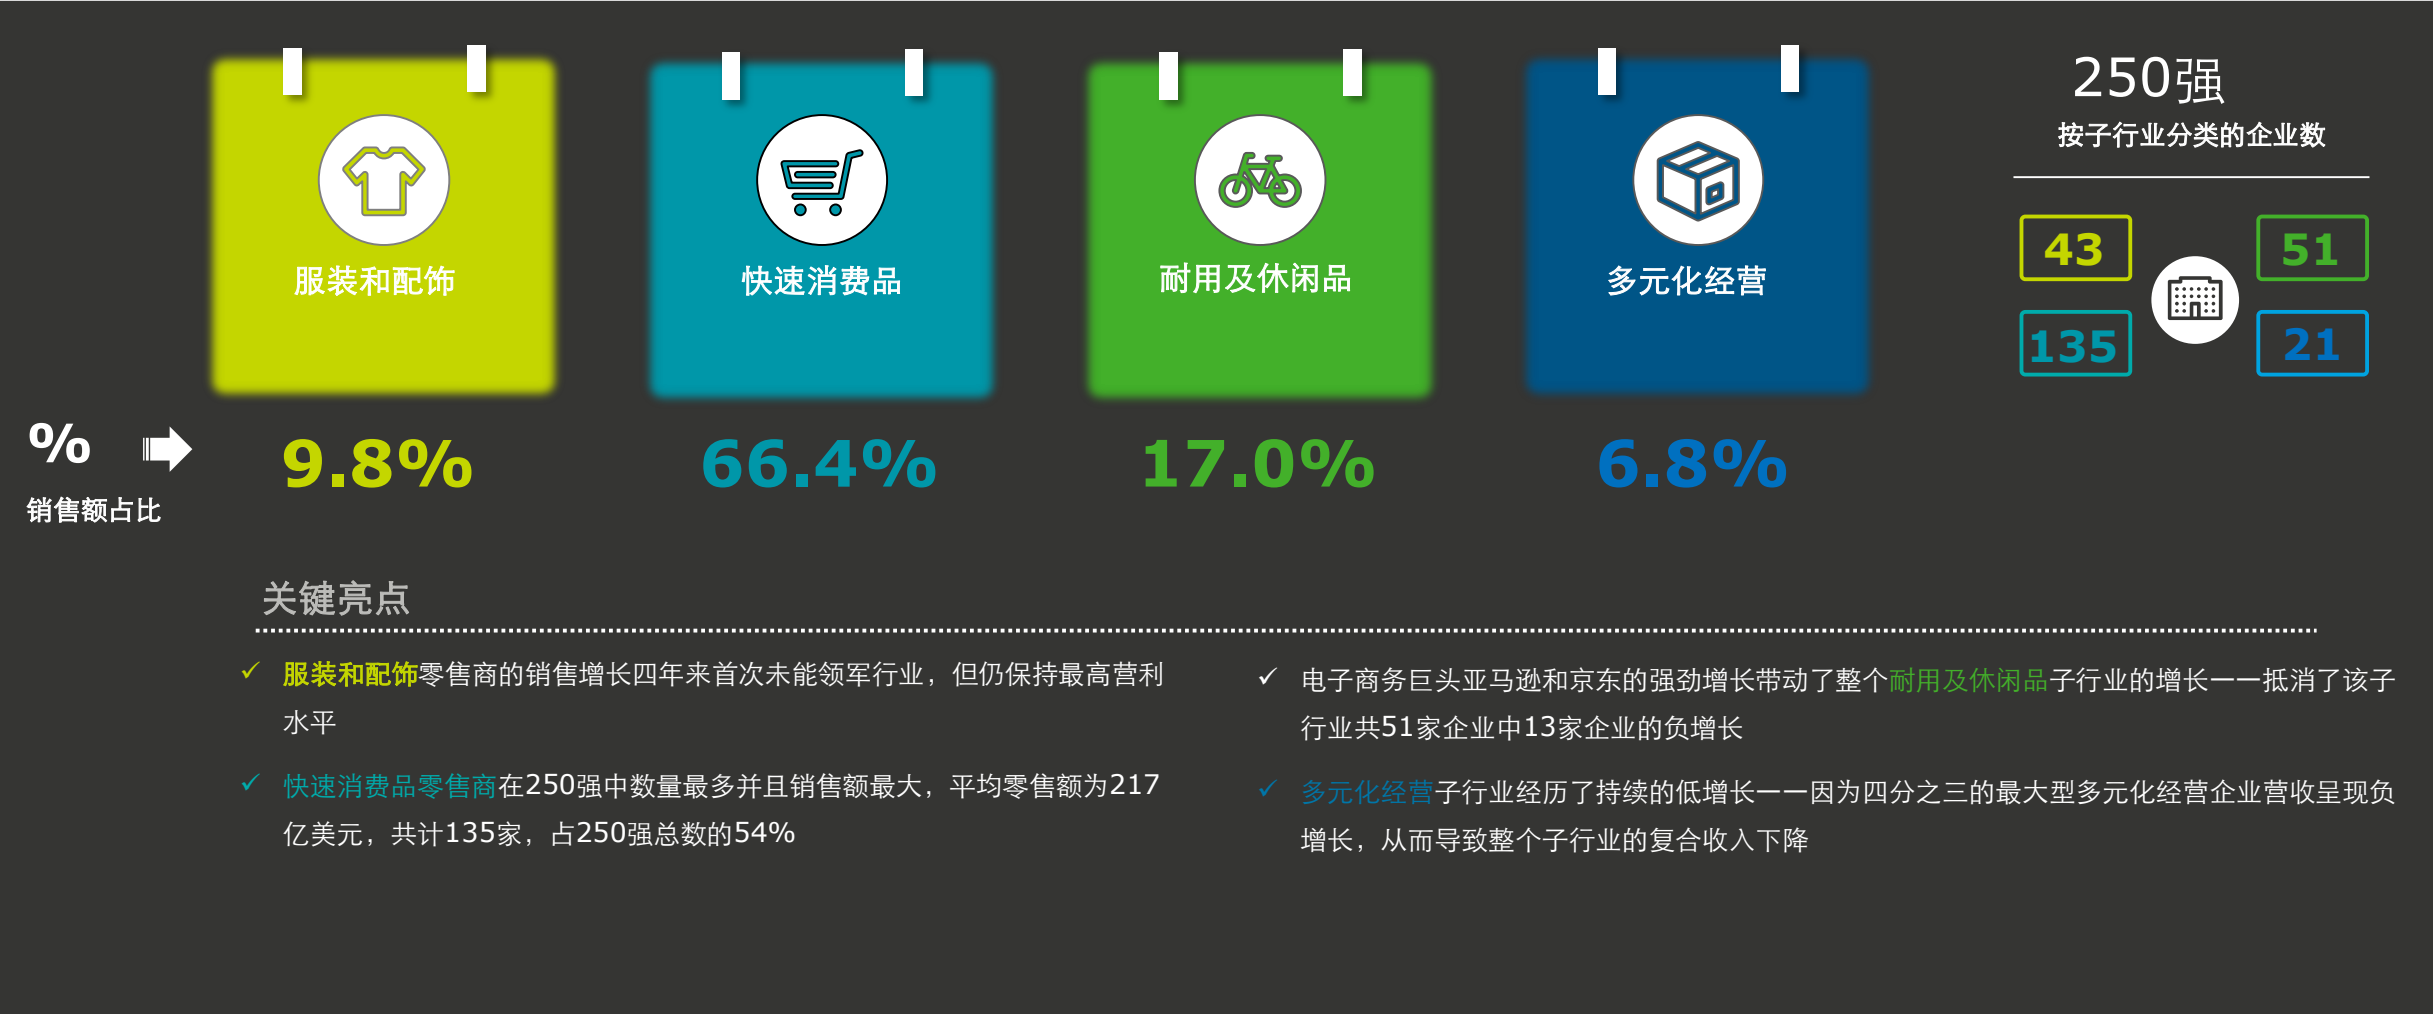 服装和配饰
快速消费品
耐用及休闲品
多元化经营
250强
按子行业分类的企业数
43
51
135
21
%
销售额占比
9.8%
66.4%
17.0%
6.8%
关键亮点
✓ 服装和配饰零售商的销售增长四年来首次未能领军行业，但仍保持最高营利
水平
✓ 快速消费品零售商在250强中数量最多并且销售额最大，平均零售额为217
亿美元，共计135家，占250强总数的54%
✓ 电子商务巨头亚马逊和京东的强劲增长带动了整个耐用及休闲品子行业的增长一一抵消了该子
行业共51家企业中13家企业的负增长
✓ 多元化经营子行业经历了持续的低增长一一因为四分之三的最大型多元化经营企业营收呈现负
增长，从而导致整个子行业的复合收入下降